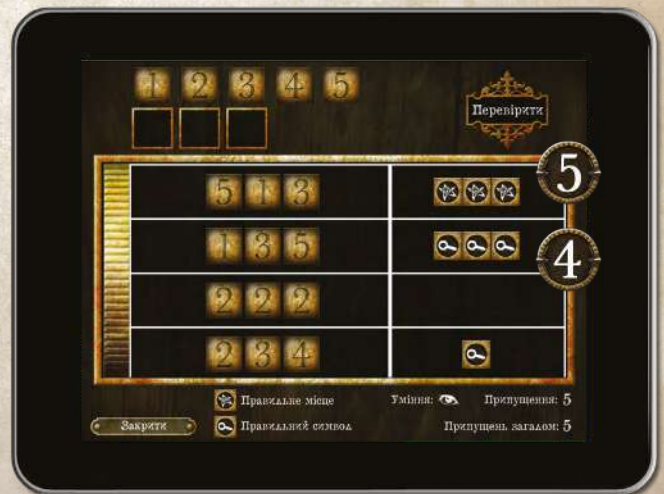 1 2 3 4 5
Перевірити
5 1 3
5
1 3 5
4
2 2 2
2 3 4
Правильне місце
Уміння:
Припущення: 5
Закрити
Правильний символ
Припущень загалом: 5